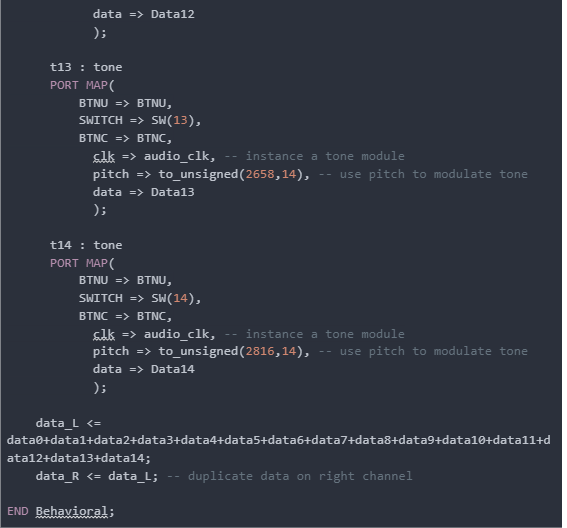 data => Data12
);
t13 : tone
PORT MAP(
BTNU => BTNU,
SWITCH => SW(13),
BTNC => BTNC,
clk => audio_clk, -- instance a tone module
pitch => to_unsigned(2658,14), -- use pitch to modulate tone
data => Data13
);
t14 : tone
PORT MAP(
BTNU => BTNU,
SWITCH => SW(14),
BTNC => BTNC,
clk => audio_clk, -- instance a tone module
pitch => to_unsigned(2816,14), -- use pitch to modulate tone
data => Data14
);
data_L <=
data0+data1+data2+data3+data4+data5+data6+data7+data8+data9+data10+data11+d
ata12+data13+data14;
data_R <= data_L; -- duplicate data on right channel
END Behavioral;